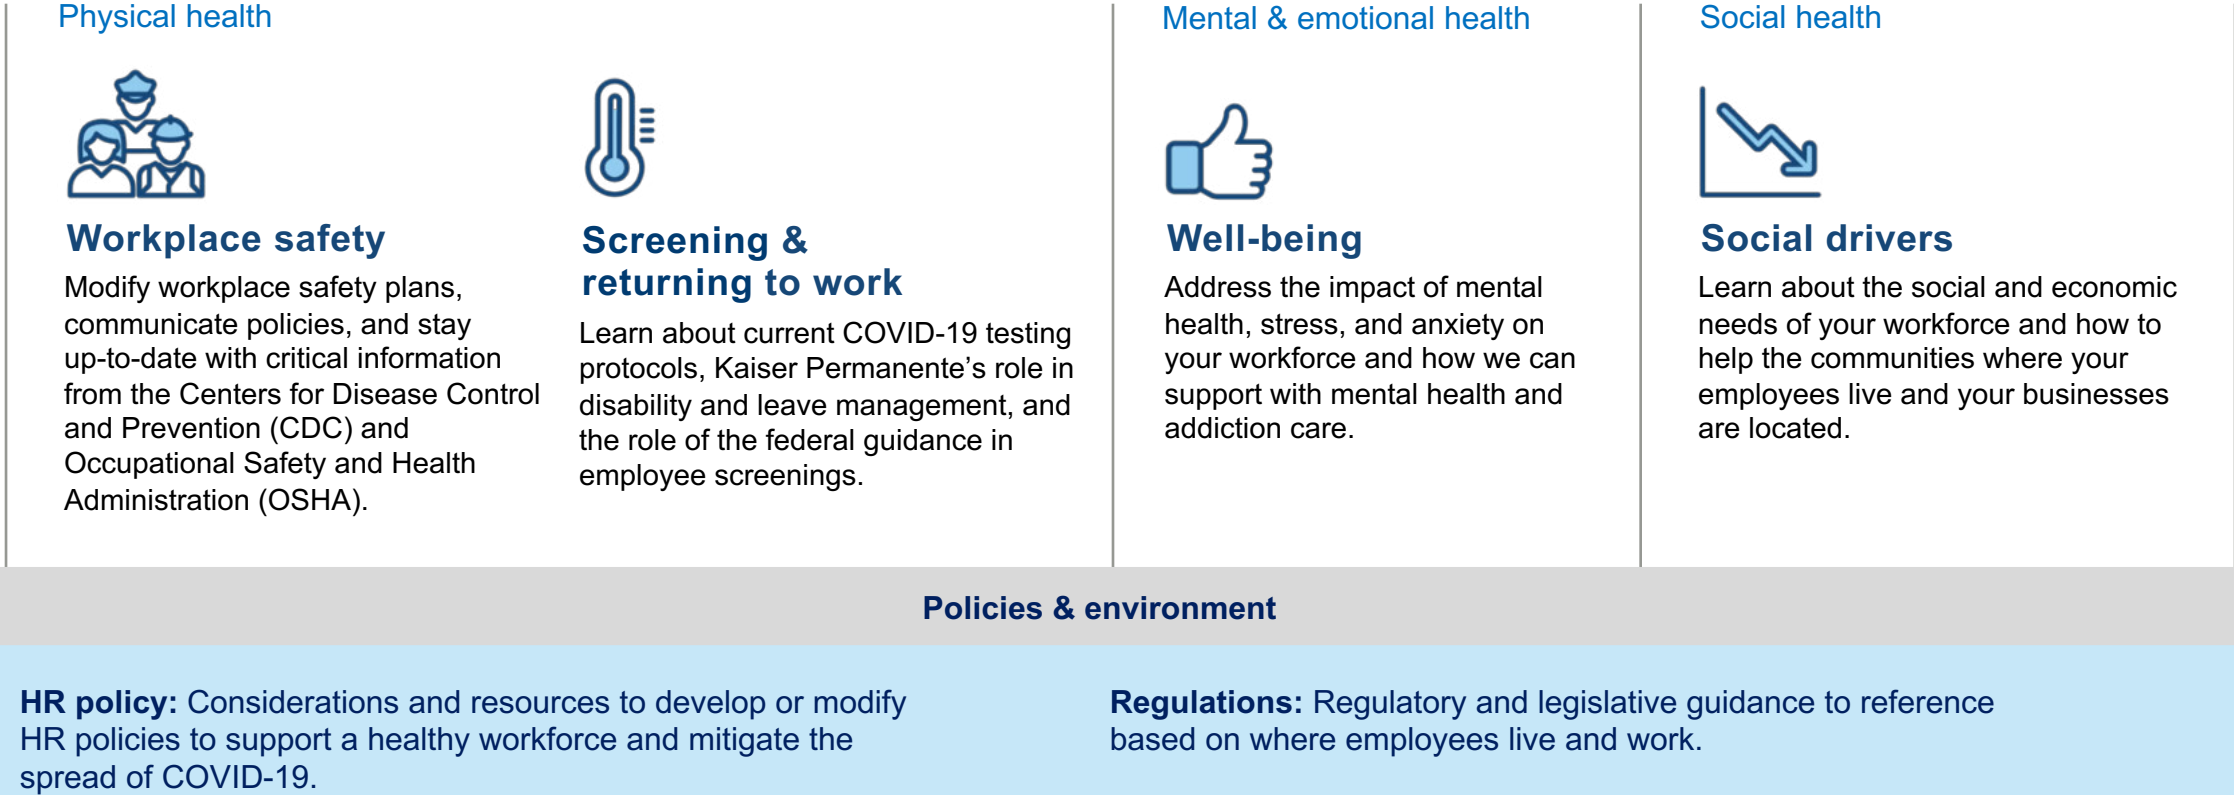 Physical health
Workplace safety
Modify workplace safety plans,
communicate policies, and stay
up-to-date with critical information
from the Centers for Disease Control
and Prevention (CDC) and
Occupational Safety and Health
Administration (OSHA).
Screening &
returning to work
Learn about current COVID-19 testing
protocols, Kaiser Permanente’s role in
disability and leave management, and
the role of the federal guidance in
employee screenings.
Mental & emotional health
Well-being
Address the impact of mental
health, stress, and anxiety on
your workforce and how we can
support with mental health and
addiction care.
Social health
Social drivers
Learn about the social and economic
needs of your workforce and how to
help the communities where your
employees live and your businesses
are located.
Policies & environment
HR policy: Considerations and resources to develop or modify
HR policies to support a healthy workforce and mitigate the
spread of COVID-19.
Regulations: Regulatory and legislative guidance to reference
based on where employees live and work.